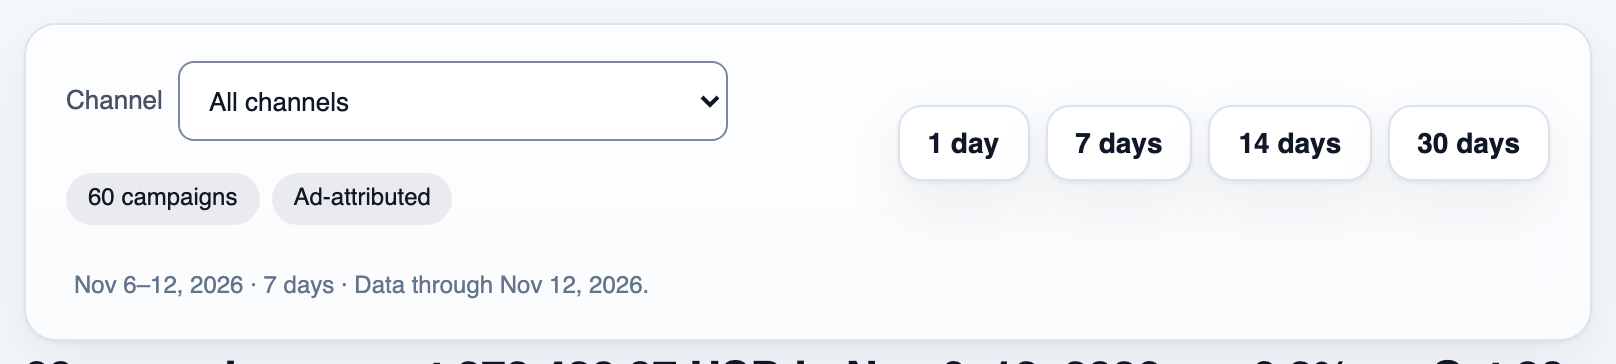 Channel
All channels
1 day
7 days
14 days
30 days
60 campaigns
Ad-attributed
Nov 6–12, 2026 · 7 days · Data through Nov 12, 2026.